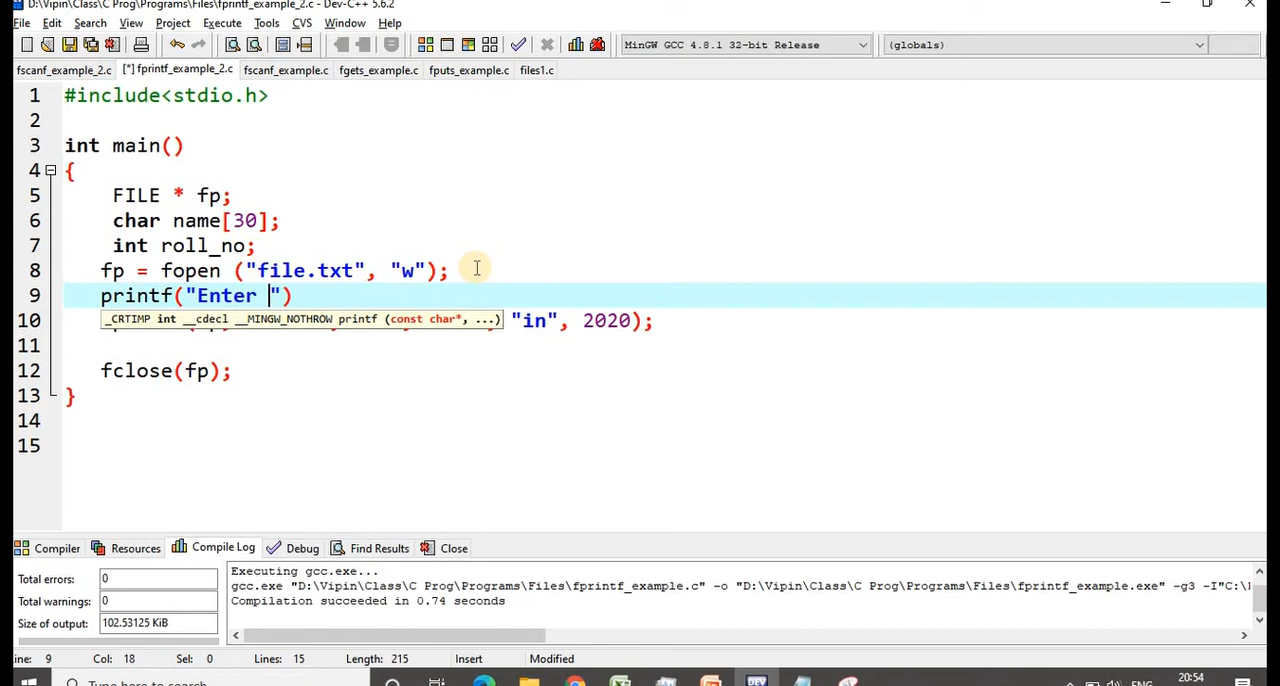 D:\Vipin\Class\C Prog\Programs\Files\fprintf_example_2.c - Dev-C++ 5.6.2
File Edit Search View Project Execute Tools CVS Window Help
MinGW GCC 4.8.1 32-bit Release (globals)
fscanf_example_2.c [*] fprintf_example_2.c fscanf_example.c fgets_example.c fputs_example.c files1.c
1 #include<stdio.h>
2
3 int main()
4 {
5 FILE * fp;
6 char name[30];
7 int roll_no;
8 fp = fopen ("file.txt", "w");
9 printf("Enter ")
_CRTIMP int __cdecl __MINGW_NOTHROW printf (const char*, ...)
10 "in", 2020);
11
12 fclose(fp);
13 }
14
15
Compiler Resources Compile Log Debug Find Results Close
Total errors: 0
Total warnings: 0
Size of output: 102.53125 KiB
Executing gcc.exe...
gcc.exe "D:\Vipin\Class\C Prog\Programs\Files\fprintf_example.c" -o "D:\Vipin\Class\C Prog\Programs\Files\fprintf_example.exe" -g3 -I"C:\
Compilation succeeded in 0.74 seconds
ine: 9 Col: 18 Sel: 0 Lines: 15 Length: 215 Insert Modified
Type here to search
DEV
ENG
20:54